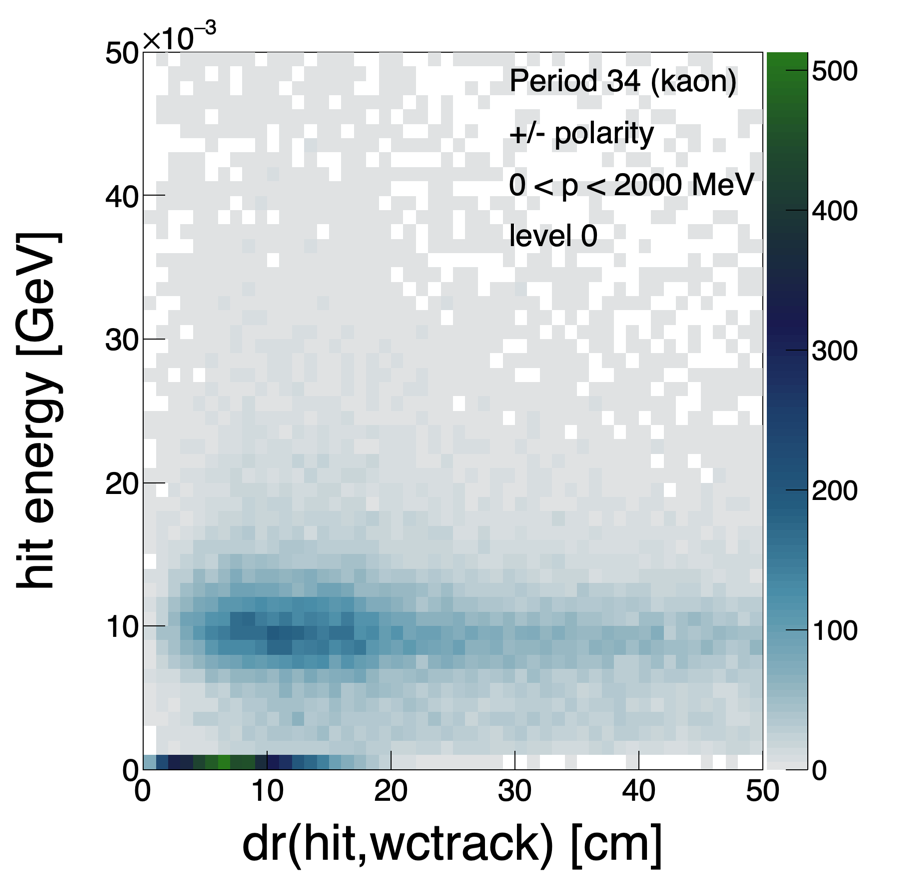 50 ×10⁻³
Period 34 (kaon)
+/- polarity
0 < p < 2000 MeV
level 0
hit energy [GeV]
40
30
20
10
0
0 10 20 30 40 50
dr(hit,wctrack) [cm]
500
400
300
200
100
0